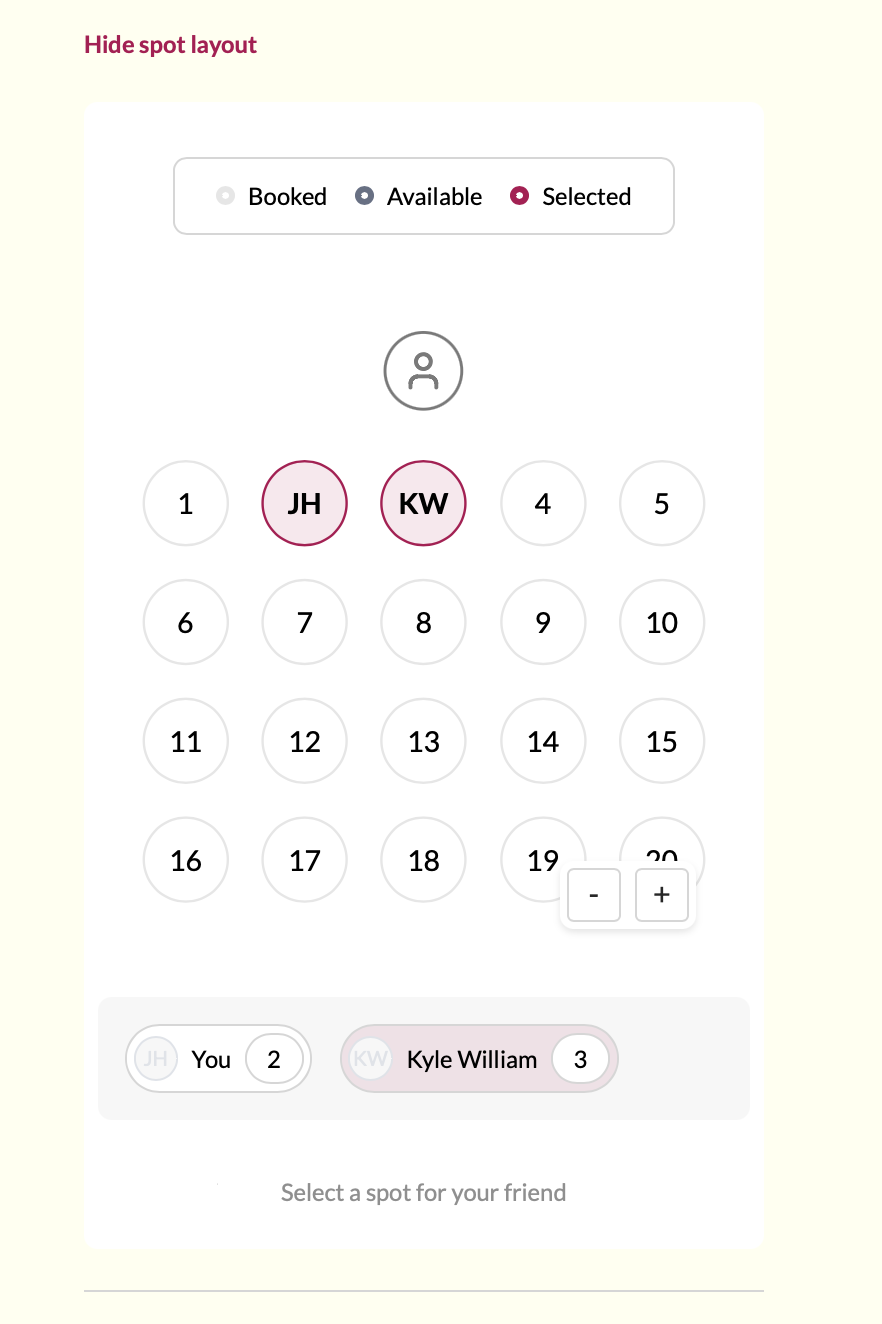 Hide spot layout
Booked Available Selected
1 JH KW 4 5
6 7 8 9 10
11 12 13 14 15
16 17 18 19 20
- +
JH You 2 KW Kyle William 3
Select a spot for your friend